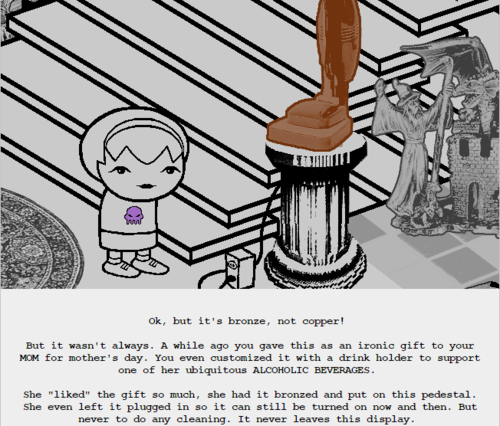 Ok, but it's bronze, not copper!
But it wasn't always. A while ago you gave this as an ironic gift to your
MOM for mother's day. You even customized it with a drink holder to support
one of her ubiquitous ALCOHOLIC BEVERAGES.
She "liked" the gift so much, she had it bronzed and put on this pedestal.
She even left it plugged in so it can still be turned on now and then. But
never to do any cleaning. It never leaves this display.